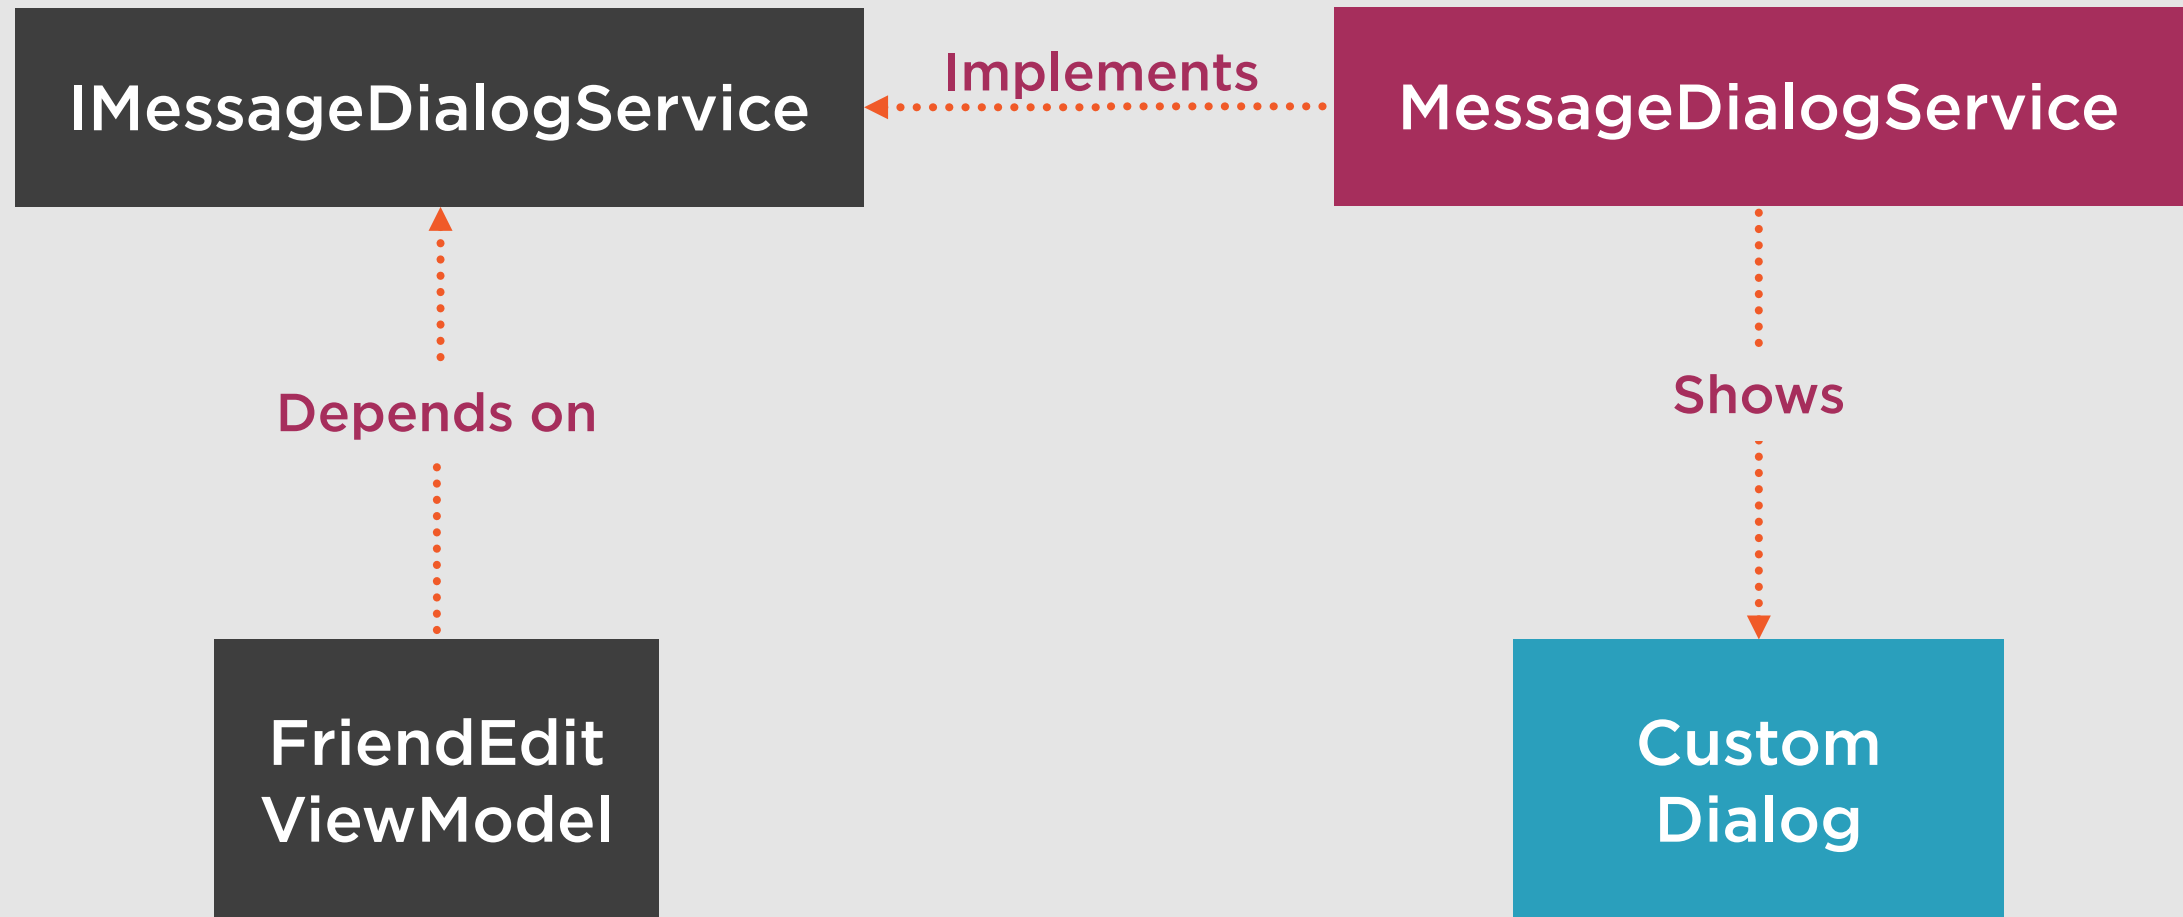 IMessageDialogService
Implements
MessageDialogService
Depends on
Shows
FriendEdit
ViewModel
Custom
Dialog